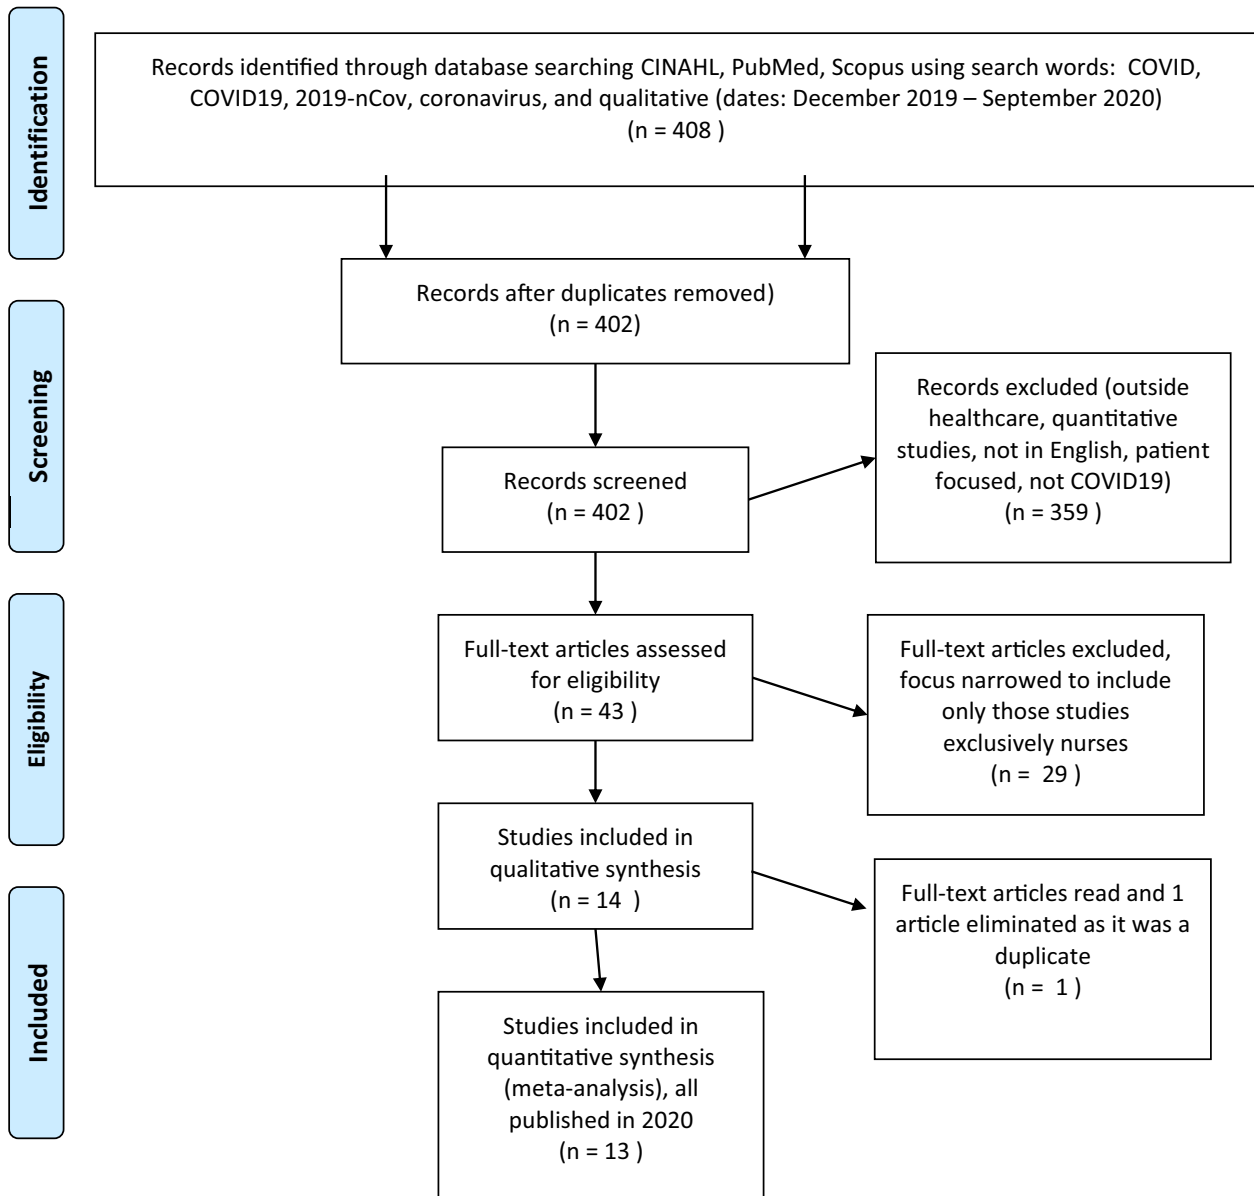 Identification
Records identified through database searching CINAHL, PubMed, Scopus using search words:  COVID,
COVID19, 2019-nCov, coronavirus, and qualitative (dates: December 2019 – September 2020)
(n = 408 )
Records after duplicates removed)
(n = 402)
Screening
Records screened
(n = 402 )
Records excluded (outside
healthcare, quantitative
studies, not in English, patient
focused, not COVID19)
(n = 359 )
Eligibility
Full-text articles assessed
for eligibility
(n = 43 )
Full-text articles excluded,
focus narrowed to include
only those studies
exclusively nurses
(n =  29 )
Studies included in
qualitative synthesis
(n = 14  )
Included
Full-text articles read and 1
article eliminated as it was a
duplicate
(n =  1 )
Studies included in
quantitative synthesis
(meta-analysis), all
published in 2020
(n = 13 )